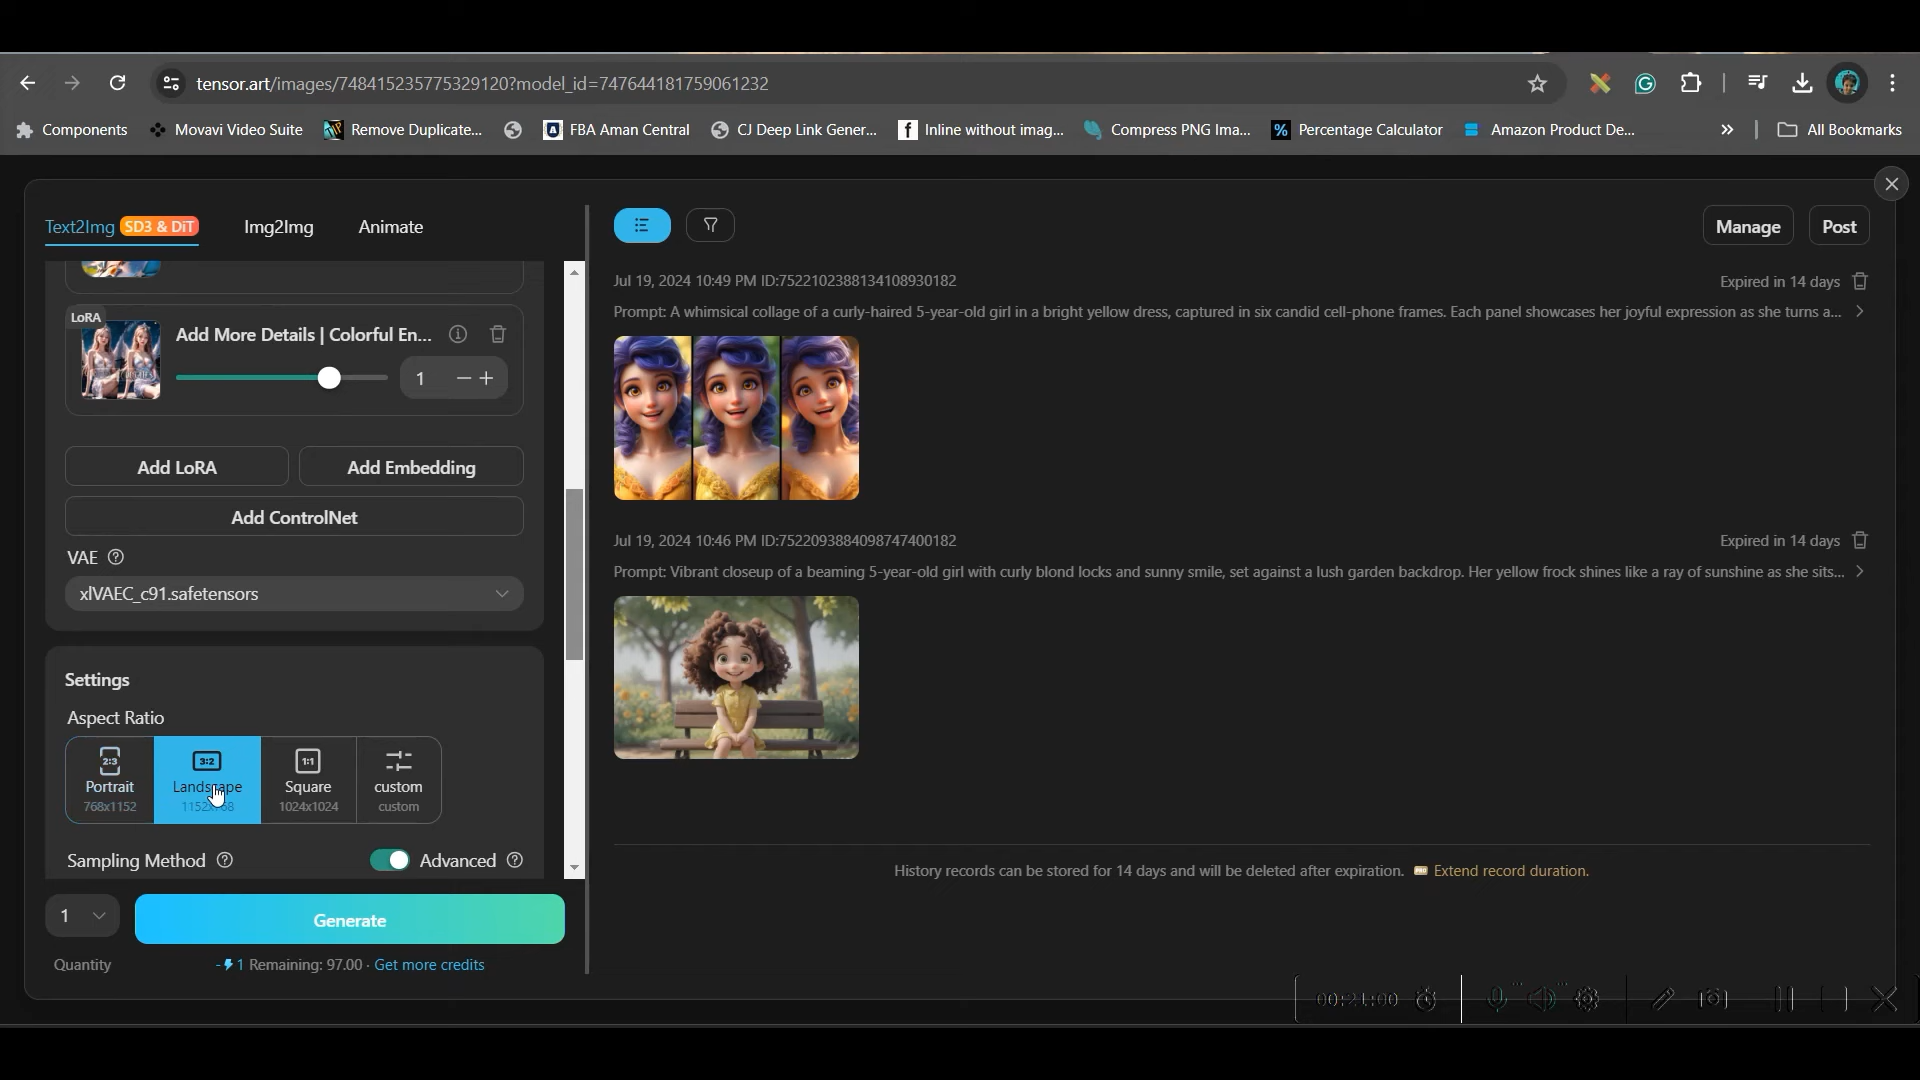 tensor.art/images/748415235775329120?model_id=747644181759061232
Components
Movavi Video Suite
Remove Duplicate...
FBA Aman Central
CJ Deep Link Gener...
Inline without imag...
Compress PNG Ima...
Percentage Calculator
Amazon Product De...
All Bookmarks
Text2Img SD3 & DiT
Img2Img
Animate
Manage
Post
LoRA
Add More Details | Colorful En...
1
Add LoRA
Add Embedding
Add ControlNet
VAE
xlVAEC_c91.safetensors
Settings
Aspect Ratio
2:3
3:2
1:1
Portrait
Landscape
Square
custom
768x1152
1152x768
1024x1024
custom
Sampling Method
Advanced
1
Generate
Quantity
-1 Remaining: 97.00 · Get more credits
Jul 19, 2024 10:49 PM ID:7522102388134108930182
Expired in 14 days
Prompt: A whimsical collage of a curly-haired 5-year-old girl in a bright yellow dress, captured in six candid cell-phone frames. Each panel showcases her joyful expression as she turns a...
Jul 19, 2024 10:46 PM ID:7522093884098747400182
Expired in 14 days
Prompt: Vibrant closeup of a beaming 5-year-old girl with curly blond locks and sunny smile, set against a lush garden backdrop. Her yellow frock shines like a ray of sunshine as she sits...
History records can be stored for 14 days and will be deleted after expiration. PRO Extend record duration.
00:21:00